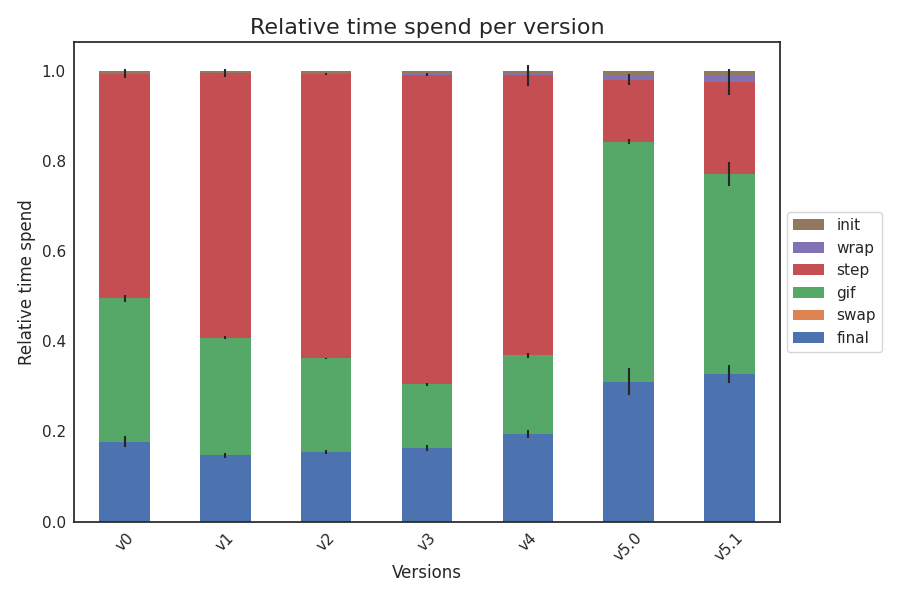 Relative time spend per version
1.0
0.8
0.6
0.4
0.2
0.0
Relative time spend
v0
v1
v2
v3
v4
v5.0
v5.1
Versions
init
wrap
step
gif
swap
final